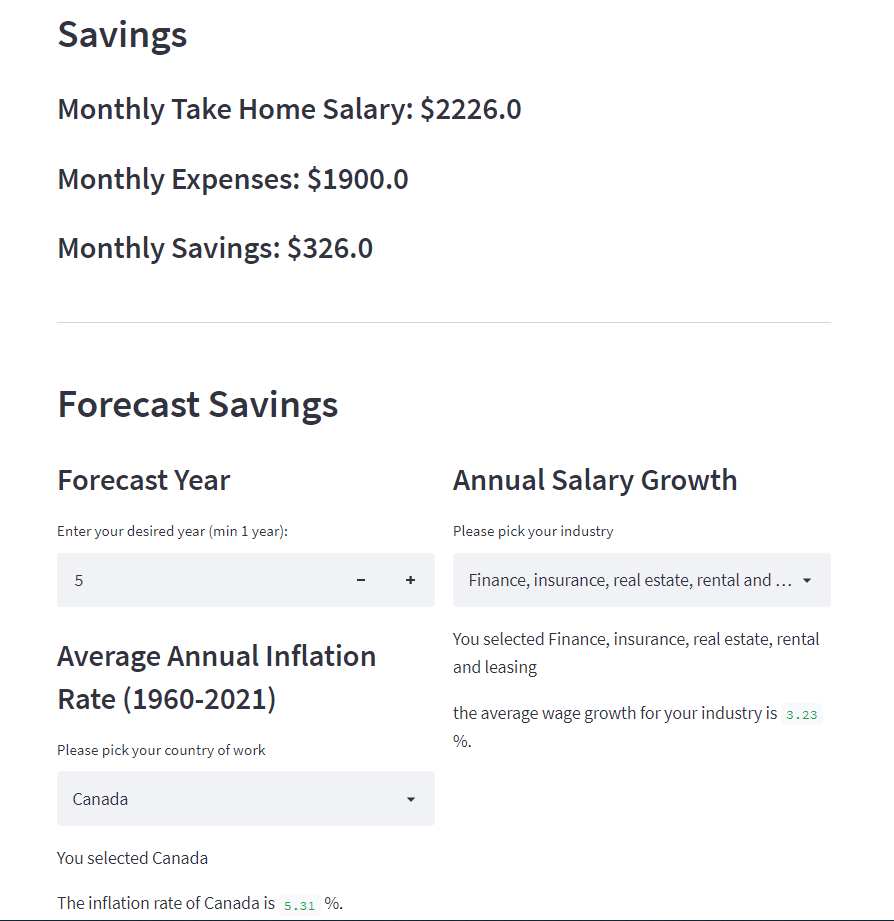 Savings
Monthly Take Home Salary: $2226.0
Monthly Expenses: $1900.0
Monthly Savings: $326.0
Forecast Savings
Forecast Year
Enter your desired year (min 1 year):
5 − +
Average Annual Inflation
Rate (1960-2021)
Please pick your country of work
Canada
You selected Canada
The inflation rate of Canada is 5.31 %.
Annual Salary Growth
Please pick your industry
Finance, insurance, real estate, rental and ...
You selected Finance, insurance, real estate, rental
and leasing
the average wage growth for your industry is 3.23
%.